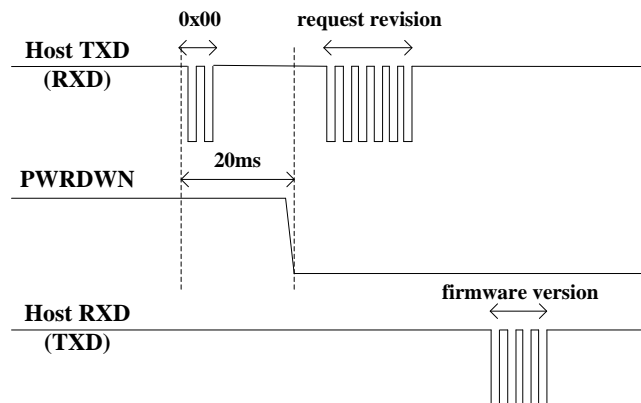 0x00
request revision
Host TXD
(RXD)
20ms
PWRDWN
firmware version
Host RXD
(TXD)